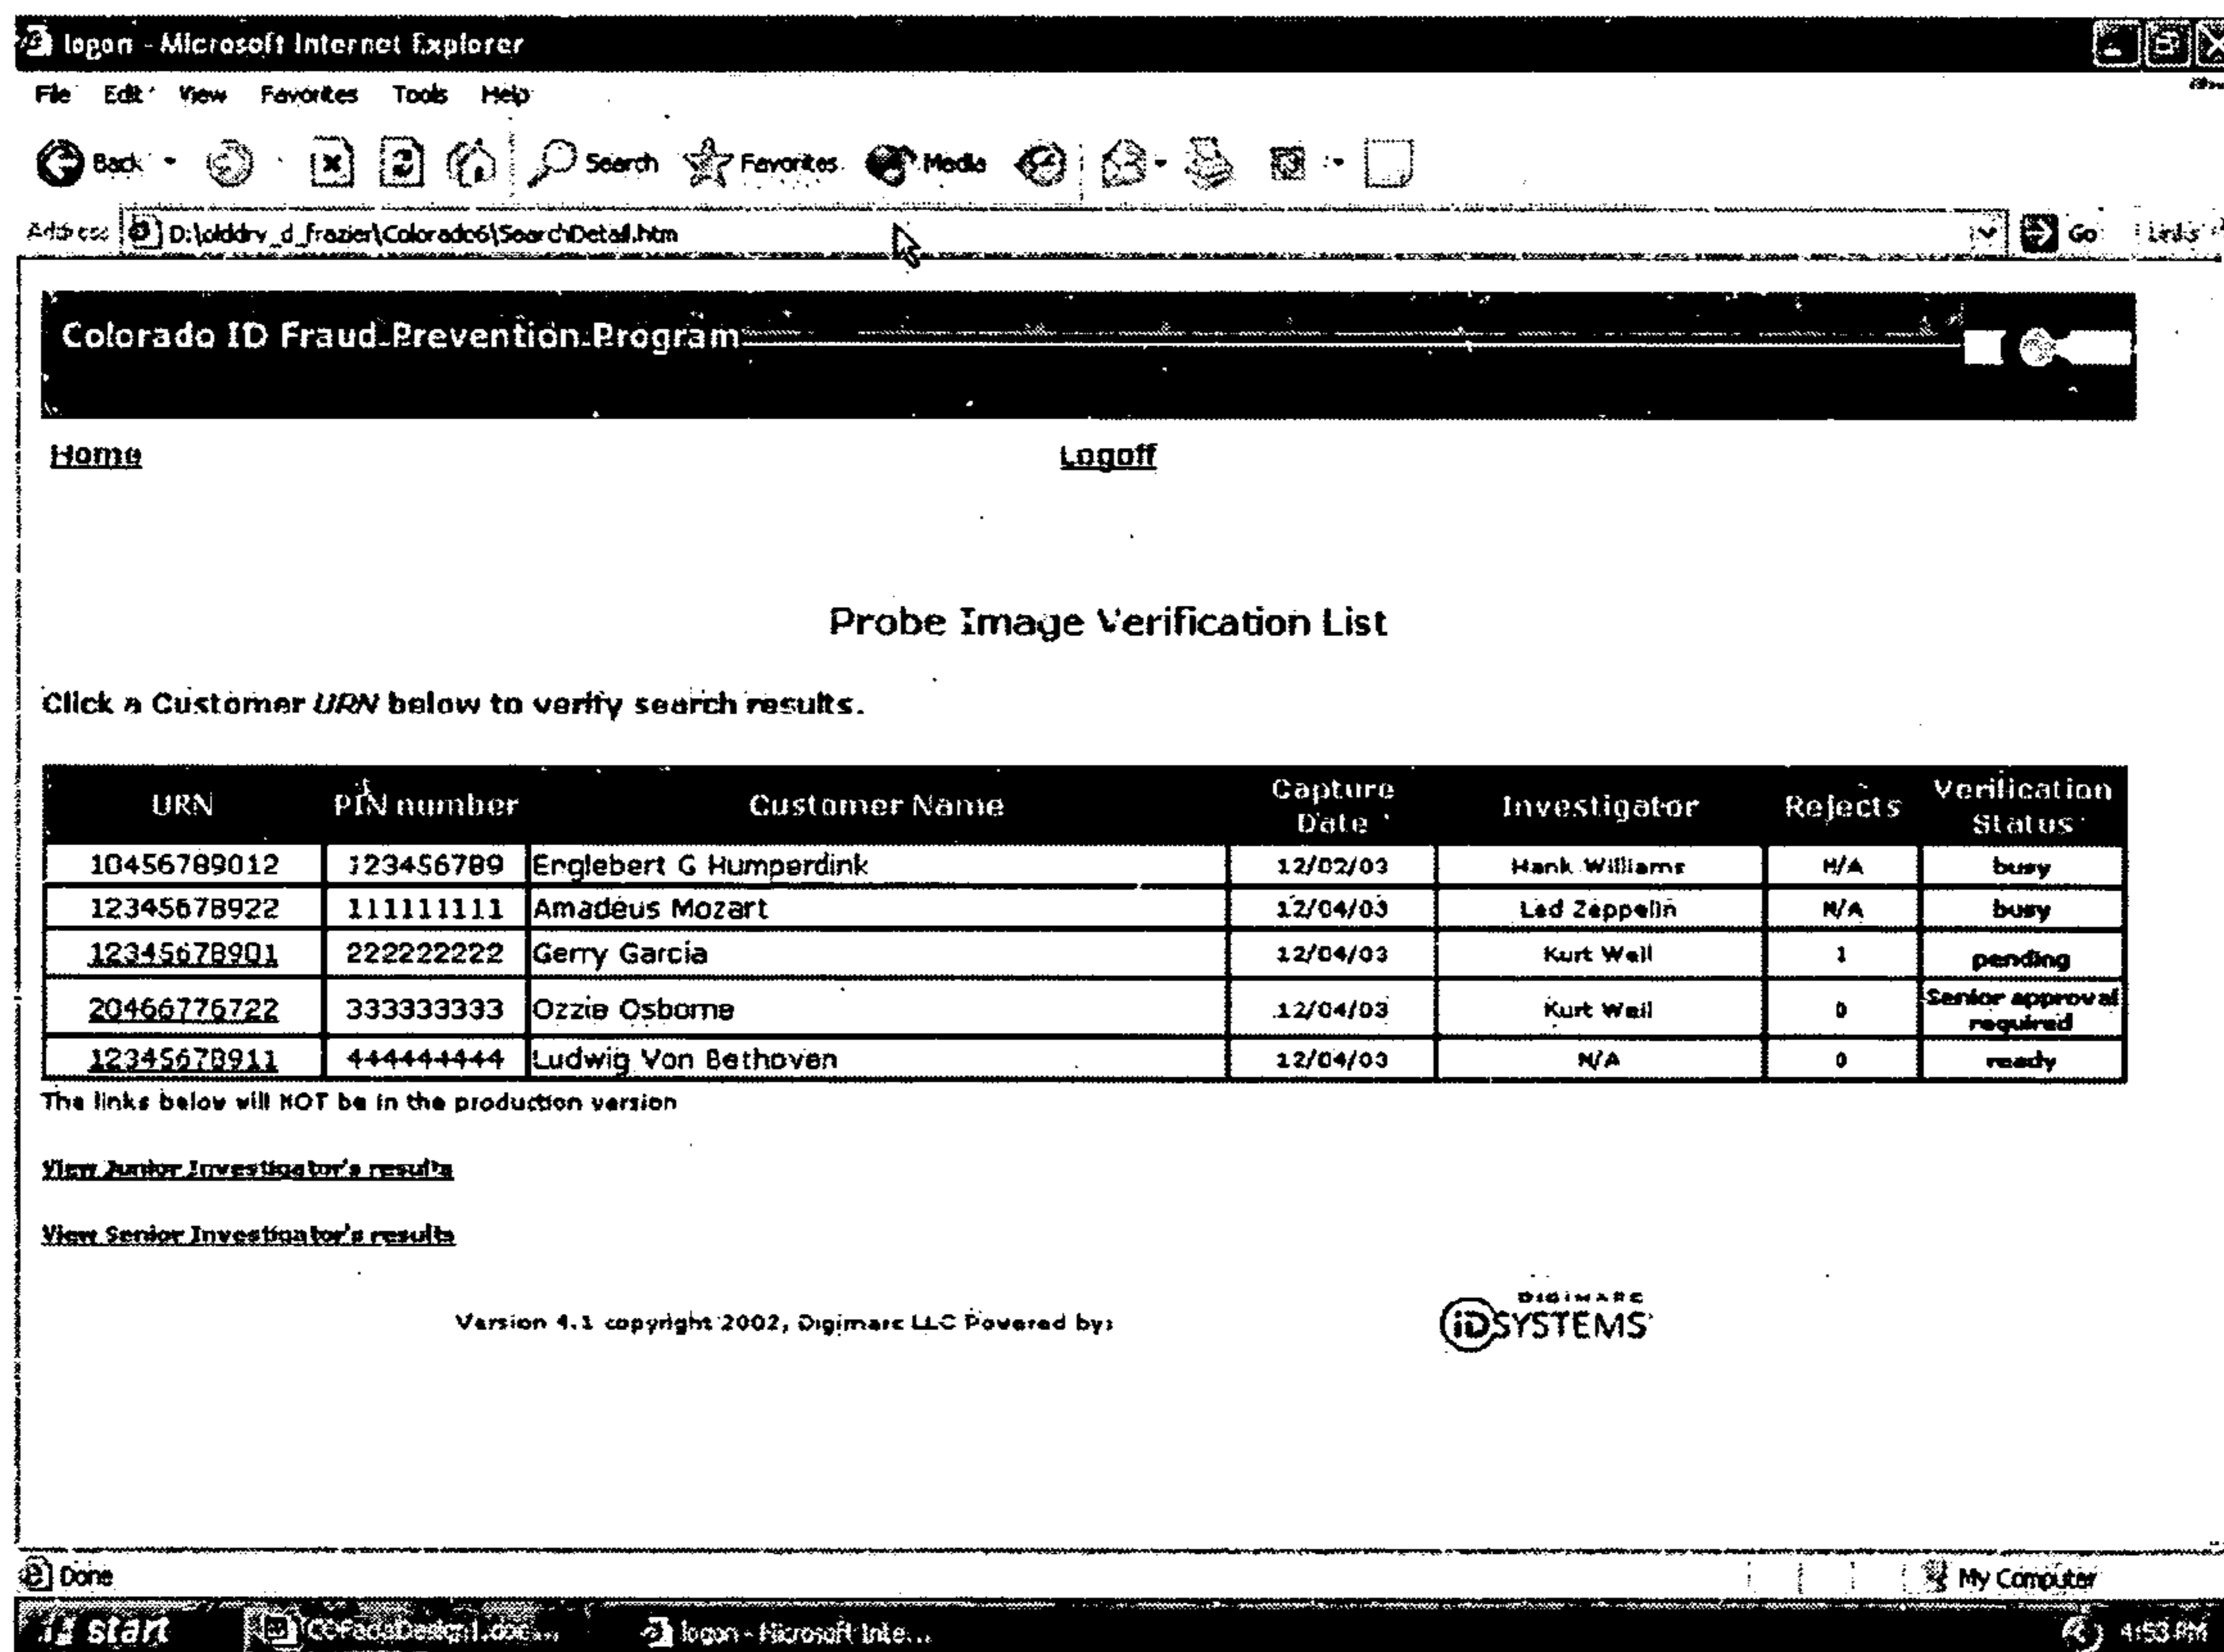 logon - Microsoft Internet Explorer
File Edit View Favorites Tools Help
Back Search Favorites Media
Address D:\olddrv_d_frazier\Colorado6\SearchDetail.htm Go Links
Colorado ID Fraud Prevention Program
Home Logoff
Probe Image Verification List
Click a Customer URN below to verify search results.
URN PIN number Customer Name Capture Date Investigator Rejects Verification Status
10456789012 123456789 Englebert G Humperdink 12/02/03 Hank Williams N/A busy
12345678922 111111111 Amadeus Mozart 12/04/03 Led Zeppelin N/A busy
12345678901 222222222 Gerry Garcia 12/04/03 Kurt Weil 1 pending
20466776722 333333333 Ozzie Osborne 12/04/03 Kurt Weil 0 Senior approval required
12345678911 444444444 Ludwig Von Bethoven 12/04/03 N/A 0 ready
The links below will NOT be in the production version
View Junior Investigator's results
View Senior Investigator's results
Version 4.1 copyright 2002, Digimarc LLC Powered by:
DIGIMARC
iDSYSTEMS
Done My Computer
start logon - Microsoft Inte... 4:53 PM